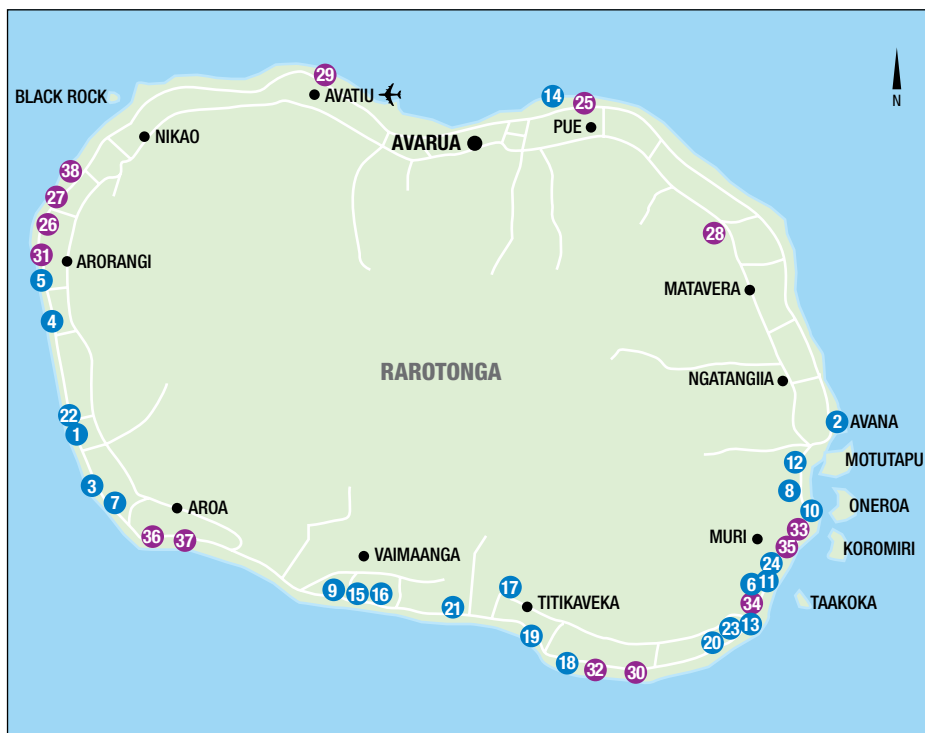 29
BLACK ROCK
AVATIU
14
25
N
PUE
NIKAO
AVARUA
38
27
26
28
31
ARORANGI
5
MATAVERA
4
RAROTONGA
NGATANGIIA
22
2
AVANA
1
12
MOTUTAPU
3
8
7
AROA
10
ONEROA
33
36
37
MURI
35
KOROMIRI
VAIMAANGA
24
6
11
9
15
16
17
34
TAAKOKA
21
TITIKAVEKA
13
23
19
20
18
32
30